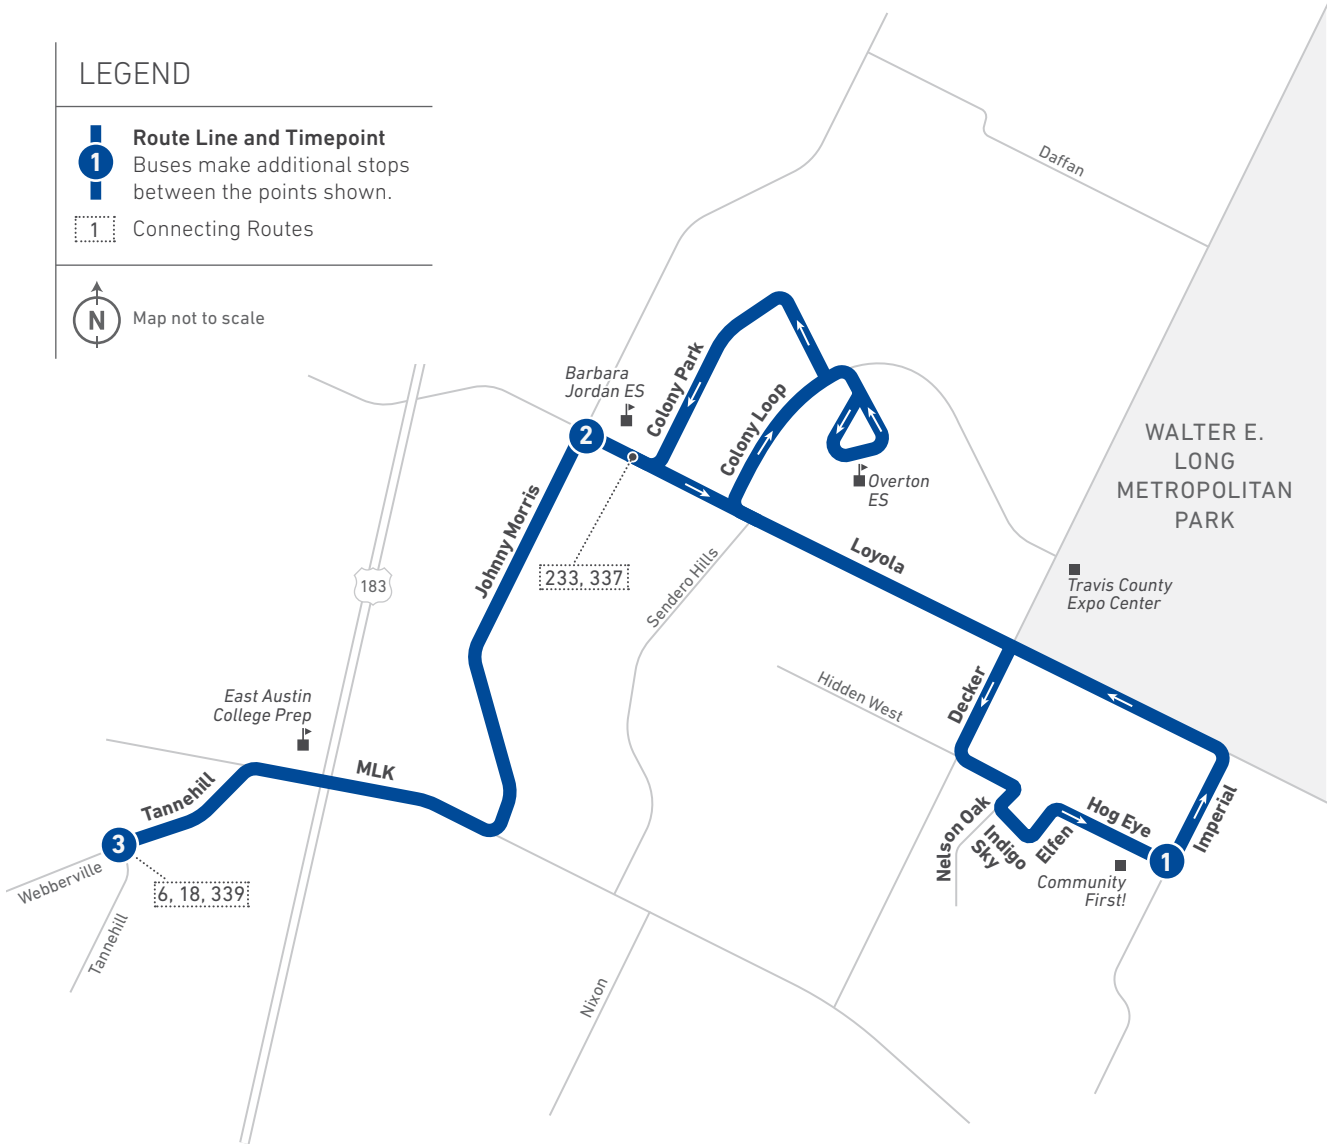 LEGEND
1
Route Line and Timepoint
Buses make additional stops
between the points shown.
1
Connecting Routes
N
Map not to scale
Daffan
Barbara
Jordan ES
2
Colony Park
Colony Loop
Overton
ES
WALTER E.
LONG
METROPOLITAN
PARK
Johnny Morris
183
233, 337
Sendero Hills
Loyola
Travis County
Expo Center
East Austin
College Prep
Hidden West
Decker
MLK
Tannehill
3
Webberville
6, 18, 339
Tannehill
Nelson Oak
Indigo
Sky
Elfen
Hog Eye
Imperial
1
Community
First!
Nixon